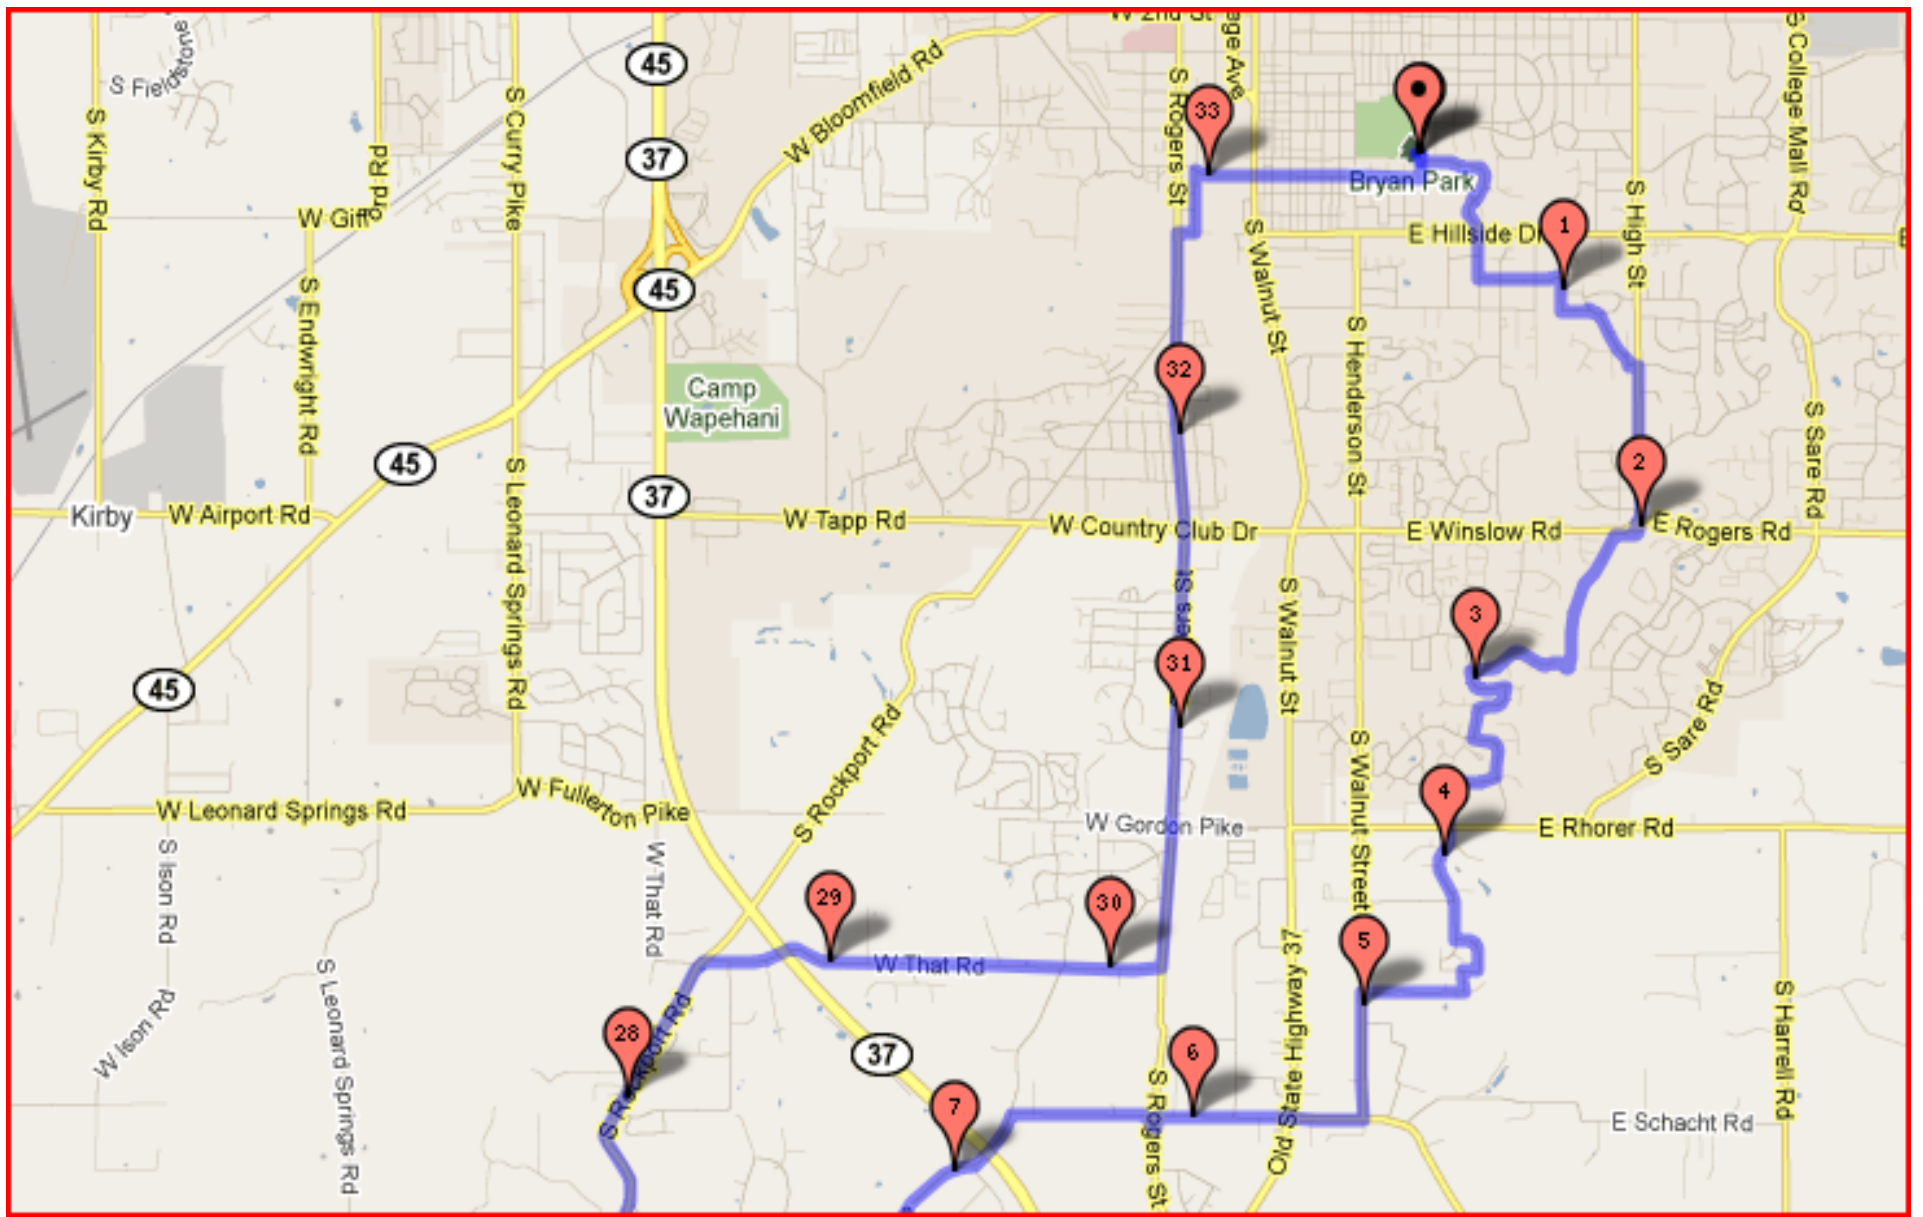 W 2nd St
S Fieldstone
45
W Bloomfield Rd
S College Mall Rd
S Kirby Rd
S Curry Pike
S Rogers St
33
37
W Gifford Rd
Bryan Park
S High St
E Hillside Dr
1
S Walnut St
45
S Endwright Rd
S Henderson St
32
Camp
Wapehani
S Sare Rd
45
S Leonard Springs Rd
37
2
Kirby
W Airport Rd
W Tapp Rd
W Country Club Dr
E Winslow Rd
E Rogers Rd
3
S Walnut St
31
45
S Rockport Rd
S Sare Rd
S Walnut Street
4
W Leonard Springs Rd
W Fullerton Pike
W Gordon Pike
E Rhorer Rd
S Ison Rd
W That Rd
29
30
5
W That Rd
W Ison Rd
S Leonard Springs Rd
28
S Rockport Rd
37
6
Old State Highway 37
S Harrell Rd
7
S Rogers St
E Schacht Rd